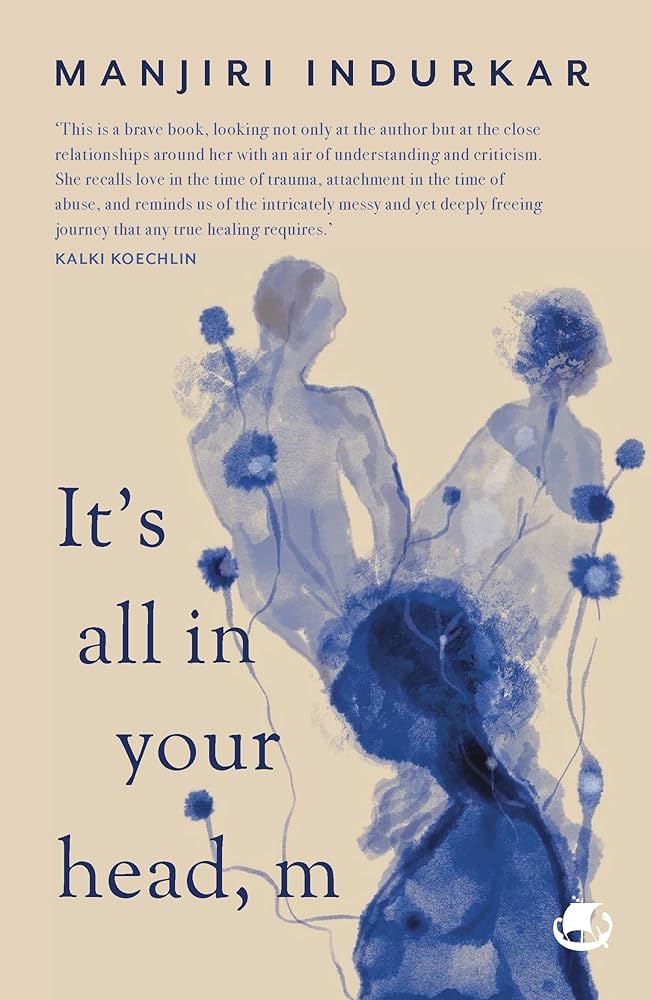 MANJIRI INDURKAR
‘This is a brave book, looking not only at the author but at the close
relationships around her with an air of understanding and criticism.
She recalls love in the time of trauma, attachment in the time of
abuse, and reminds us of the intricately messy and yet deeply freeing
journey that any true healing requires.’
KALKI KOECHLIN
It’s
all in
your
head, m